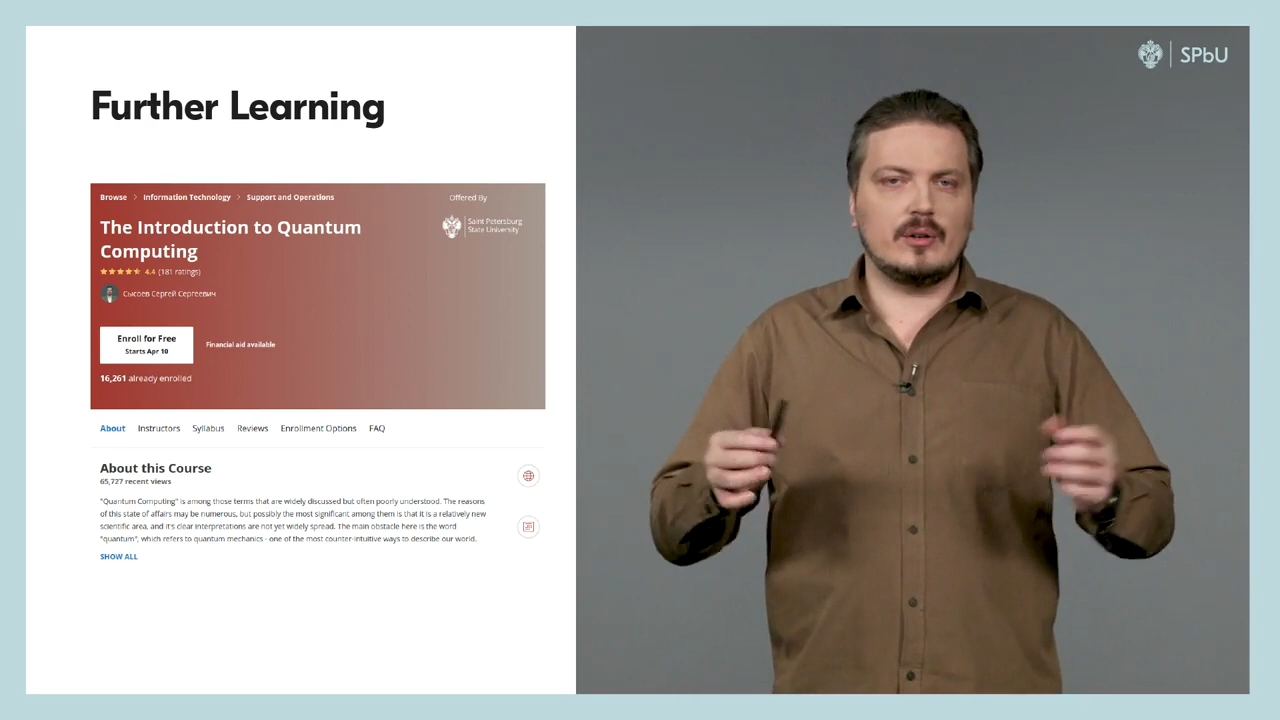 SPbU
Further Learning
Browse > Information Technology > Support and Operations
Offered By
Saint Petersburg
State University
The Introduction to Quantum
Computing
4.4 (181 ratings)
Сысоев Сергей Сергеевич
Enroll for Free
Starts Apr 10
Financial aid available
16,261 already enrolled
About Instructors Syllabus Reviews Enrollment Options FAQ
About this Course
65,727 recent views
"Quantum Computing" is among those terms that are widely discussed but often poorly understood. The reasons
of this state of affairs may be numerous, but possibly the most significant among them is that it is a relatively new
scientific area, and it's clear interpretations are not yet widely spread. The main obstacle here is the word
"quantum", which refers to quantum mechanics - one of the most counter-intuitive ways to describe our world.
SHOW ALL